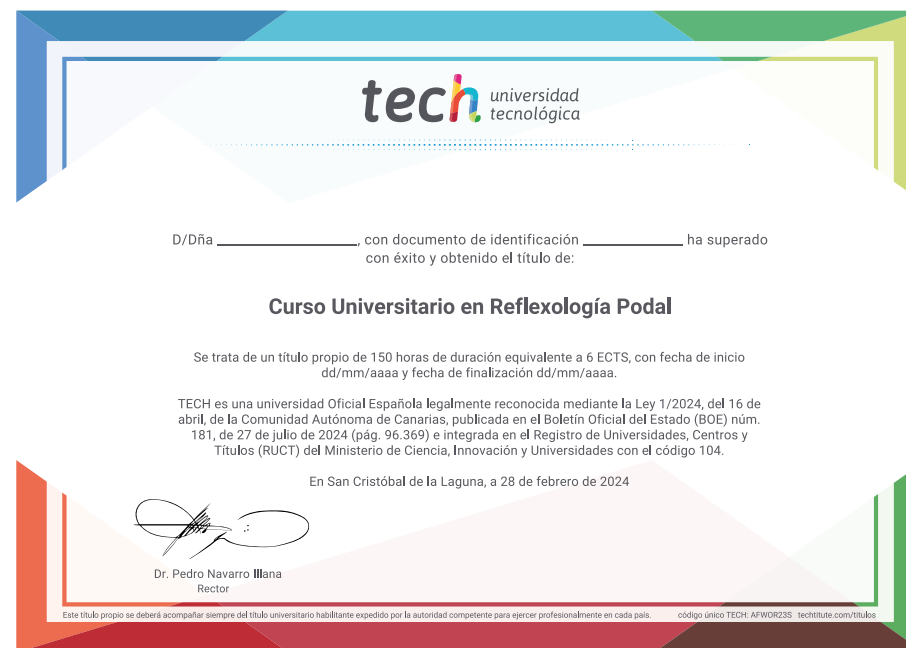 tech universidad
tecnológica
D/Dña ____________, con documento de identificación ____________ ha superado
con éxito y obtenido el título de:
Curso Universitario en Reflexología Podal
Se trata de un título propio de 150 horas de duración equivalente a 6 ECTS, con fecha de inicio
dd/mm/aaaa y fecha de finalización dd/mm/aaaa.
TECH es una universidad Oficial Española legalmente reconocida mediante la Ley 1/2024, del 16 de
abril, de la Comunidad Autónoma de Canarias, publicada en el Boletín Oficial del Estado (BOE) núm.
181, de 27 de julio de 2024 (pág. 96.369) e integrada en el Registro de Universidades, Centros y
Títulos (RUCT) del Ministerio de Ciencia, Innovación y Universidades con el código 104.
En San Cristóbal de la Laguna, a 28 de febrero de 2024
Dr. Pedro Navarro Illana
Rector
Este título propio se deberá acompañar siempre del título universitario habilitante expedido por la autoridad competente para ejercer profesionalmente en cada país. código único TECH: AFWOR23S techtitute.com/titulos